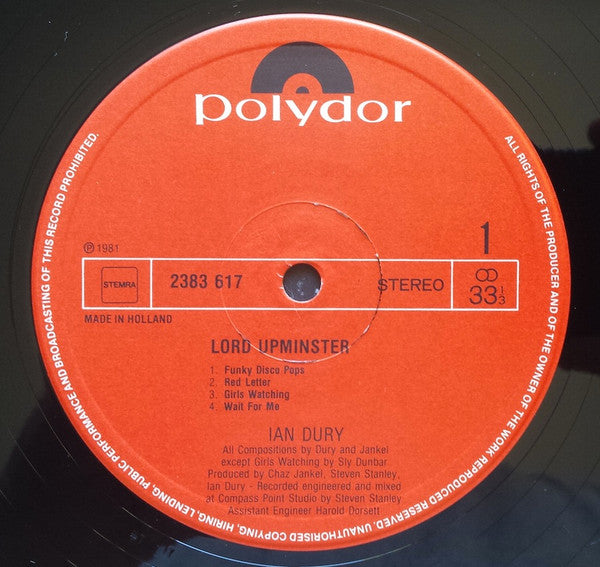 polydor
1
℗ 1981
STEMRA
2383 617
STEREO
33 1/3
MADE IN HOLLAND
LORD UPMINSTER
1. Funky Disco Pops
2. Red Letter
3. Girls Watching
4. Wait For Me
IAN DURY
All Compositions by Dury and Jankel
except Girls Watching by Sly Dunbar
Produced by Chaz Jankel, Steven Stanley,
Ian Dury - Recorded engineered and mixed
at Compass Point Studio by Steven Stanley
Assistant Engineer Harold Dorsett
ALL RIGHTS OF THE PRODUCER AND OF THE OWNER OF THE WORK REPRODUCED RESERVED. UNAUTHORISED COPYING, HIRING, LENDING, PUBLIC PERFORMANCE AND BROADCASTING OF THIS RECORD PROHIBITED.